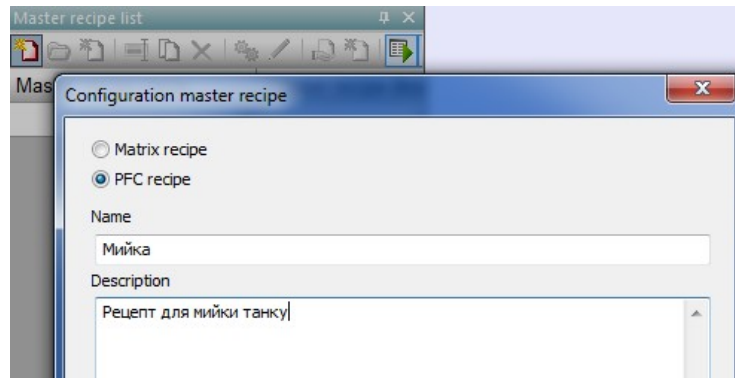 Master recipe list
Mas
Configuration master recipe
Matrix recipe
PFC recipe
Name
Мийка
Description
Рецепт для мийки танку